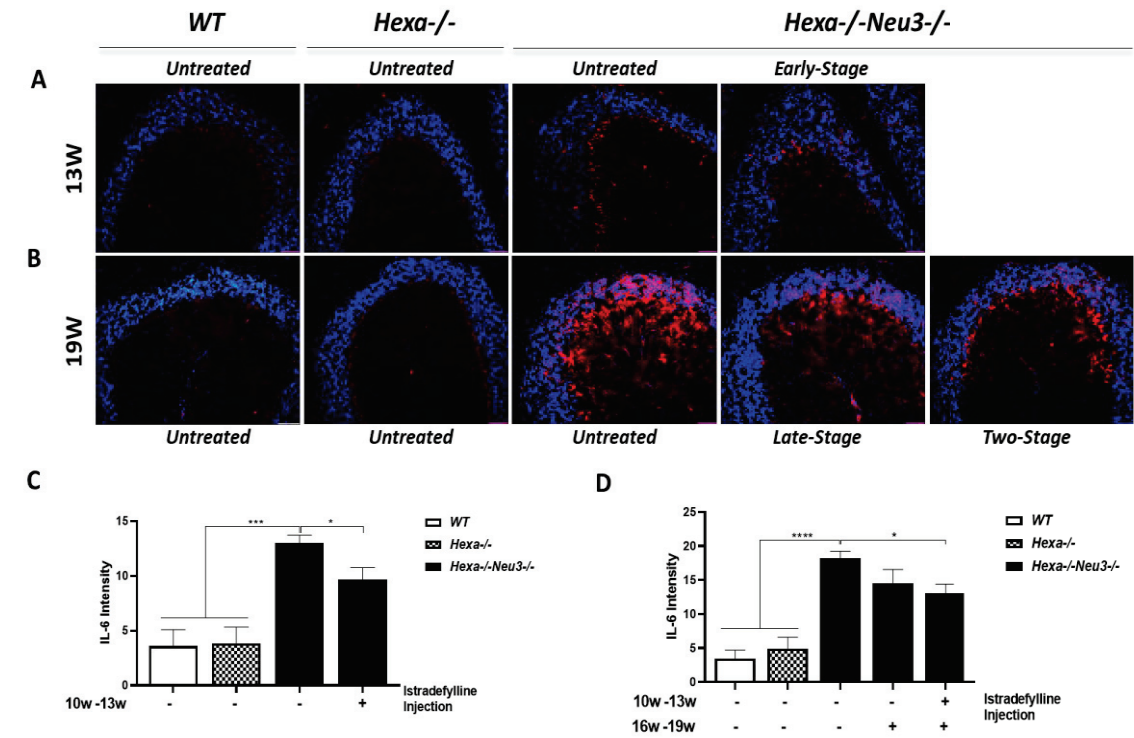 WT Hexa-/- Hexa-/-Neu3-/-
Untreated Untreated Untreated Early-Stage
A
13W
B
19W
Untreated Untreated Untreated Late-Stage Two-Stage
C
IL-6 Intensity
15
10
5
0
*** *
WT
Hexa-/-
Hexa-/-Neu3-/-
10w -13w - - - + Istradefylline
Injection
D
IL-6 Intensity
25
20
15
10
5
0
**** *
WT
Hexa-/-
Hexa-/-Neu3-/-
10w -13w - - - - + Istradefylline
Injection
16w -19w - - - + +